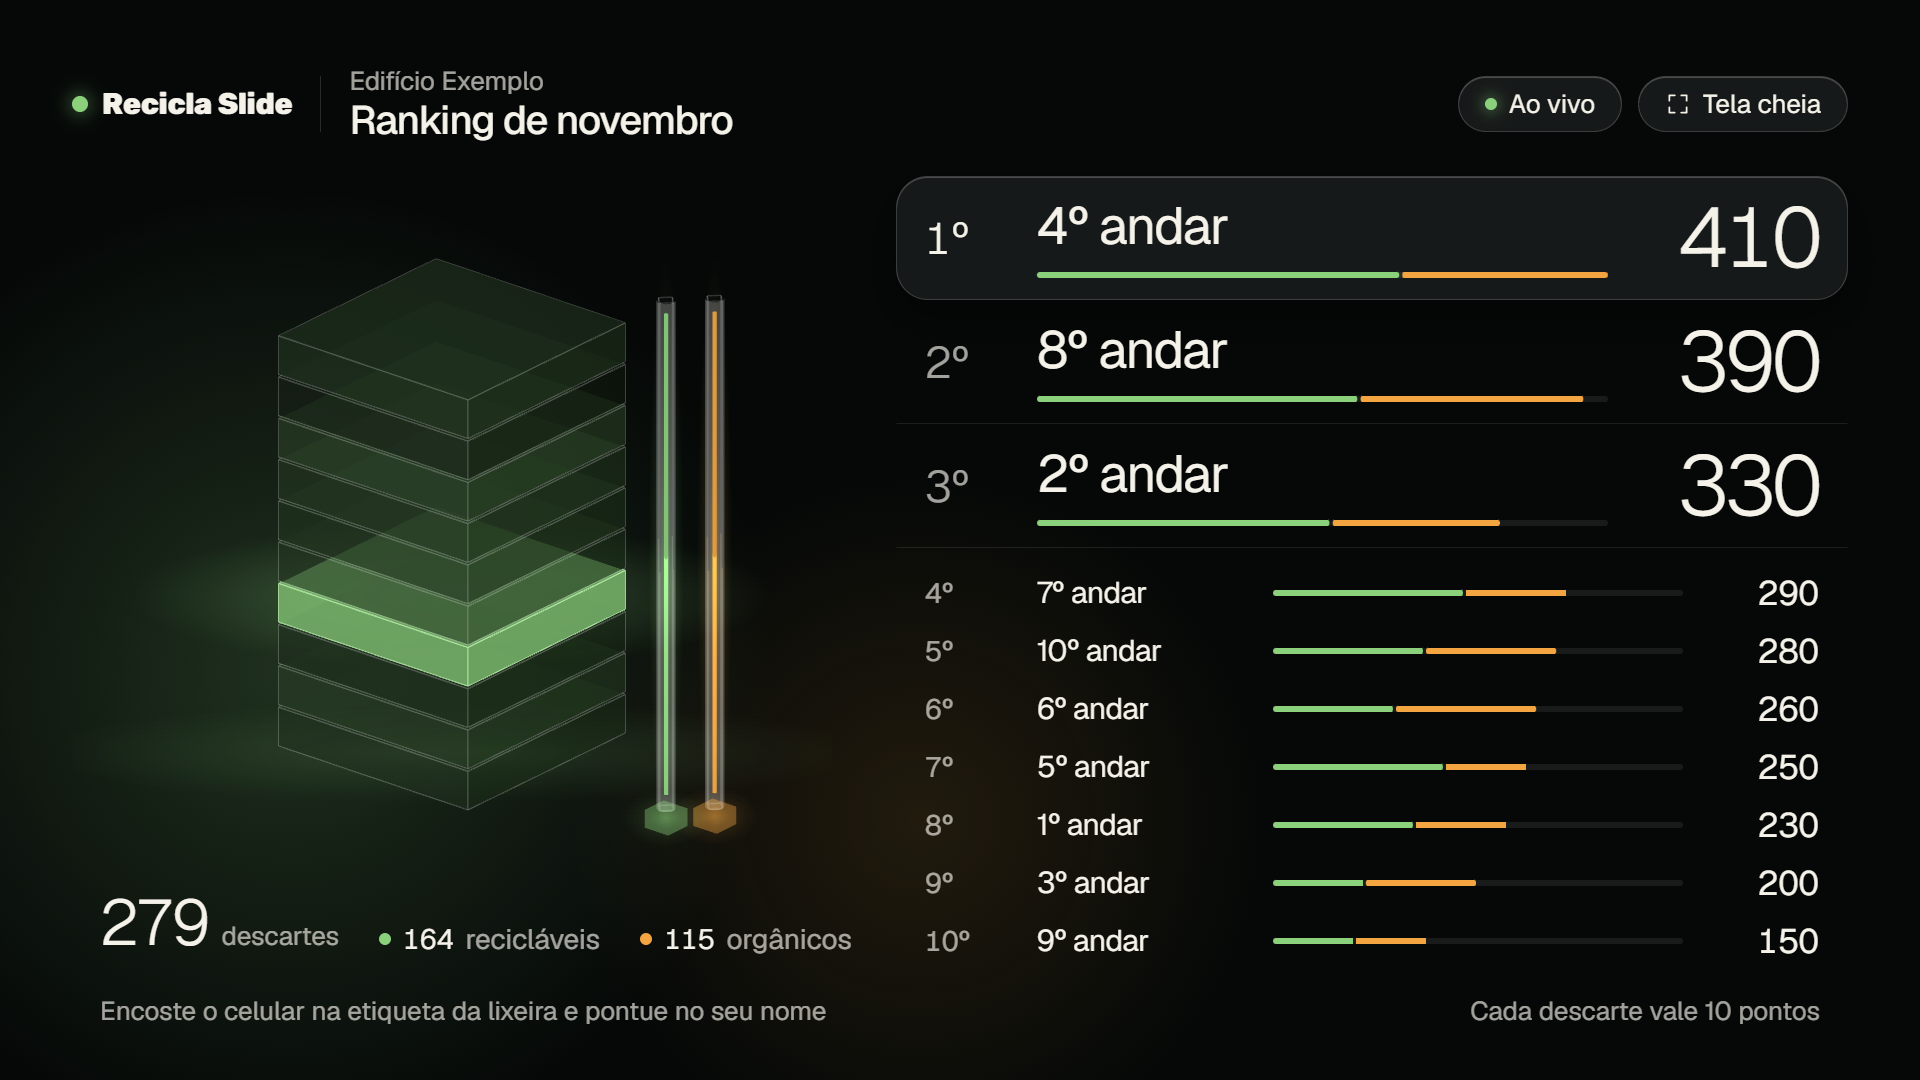 Recicla Slide
Edifício Exemplo
Ranking de novembro
Ao vivo
Tela cheia
1º 4º andar 410
2º 8º andar 390
3º 2º andar 330
4º 7º andar 290
5º 10º andar 280
6º 6º andar 260
7º 5º andar 250
8º 1º andar 230
9º 3º andar 200
10º 9º andar 150
279 descartes 164 recicláveis 115 orgânicos
Encoste o celular na etiqueta da lixeira e pontue no seu nome
Cada descarte vale 10 pontos